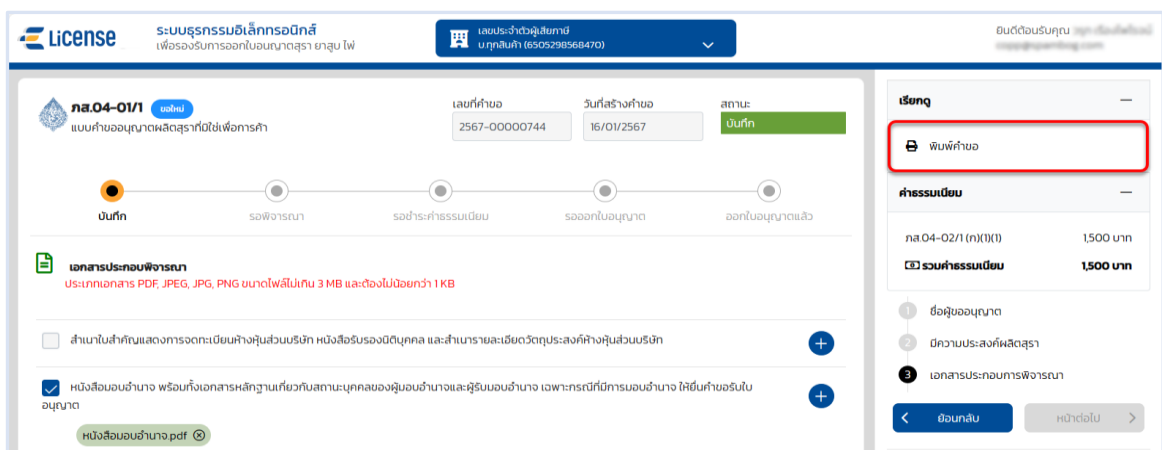 License
ระบบธุรกรรมอิเล็กทรอนิกส์
เพื่อรองรับการออกใบอนุญาตสุรา ยาสูบ ไพ่
เลขประจำตัวผู้เสียภาษี
บ.ทุกสินค้า (6505298568470)
ยินดีต้อนรับคุณ
ภส.04-01/1 ขอใหม่
แบบคำขออนุญาตผลิตสุราที่มิใช่เพื่อการค้า
เลขที่คำขอ
2567-00000744
วันที่สร้างคำขอ
16/01/2567
สถานะ:
บันทึก
บันทึก
รอพิจารณา
รอชำระค่าธรรมเนียม
รอออกใบอนุญาต
ออกใบอนุญาตแล้ว
เอกสารประกอบพิจารณา
ประเภทเอกสาร PDF, JPEG, JPG, PNG ขนาดไฟล์ไม่เกิน 3 MB และต้องไม่น้อยกว่า 1 KB
สำเนาใบสำคัญแสดงการจดทะเบียนห้างหุ้นส่วนบริษัท หนังสือรับรองนิติบุคคล และสำเนารายละเอียดวัตถุประสงค์ห้างหุ้นส่วนบริษัท
หนังสือมอบอำนาจ พร้อมทั้งเอกสารหลักฐานเกี่ยวกับสถานะบุคคลของผู้มอบอำนาจและผู้รับมอบอำนาจ เฉพาะกรณีที่มีการมอบอำนาจ ให้ยื่นคำขอรับใบ
อนุญาต
หนังสือมอบอำนาจ.pdf
เรียกดู
พิมพ์คำขอ
ค่าธรรมเนียม
ภส.04-02/1 (ก)(1)(1) 1,500 บาท
รวมค่าธรรมเนียม 1,500 บาท
1 ชื่อผู้ขออนุญาต
2 มีความประสงค์ผลิตสุรา
3 เอกสารประกอบการพิจารณา
ย้อนกลับ
หน้าต่อไป